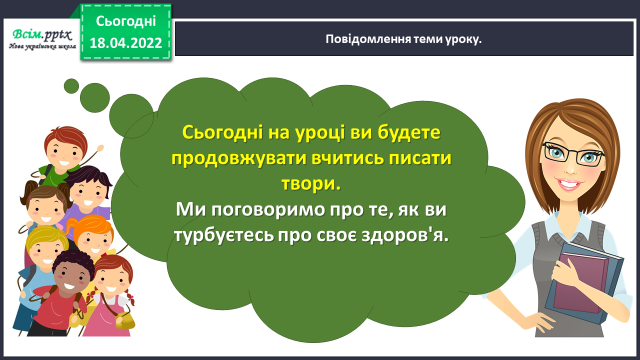 Всім.pptx
Нова українська школа
Сьогодні
18.04.2022
Повідомлення теми уроку.
Сьогодні на уроці ви будете
продовжувати вчитись писати
твори.
Ми поговоримо про те, як ви
турбуєтесь про своє здоров'я.